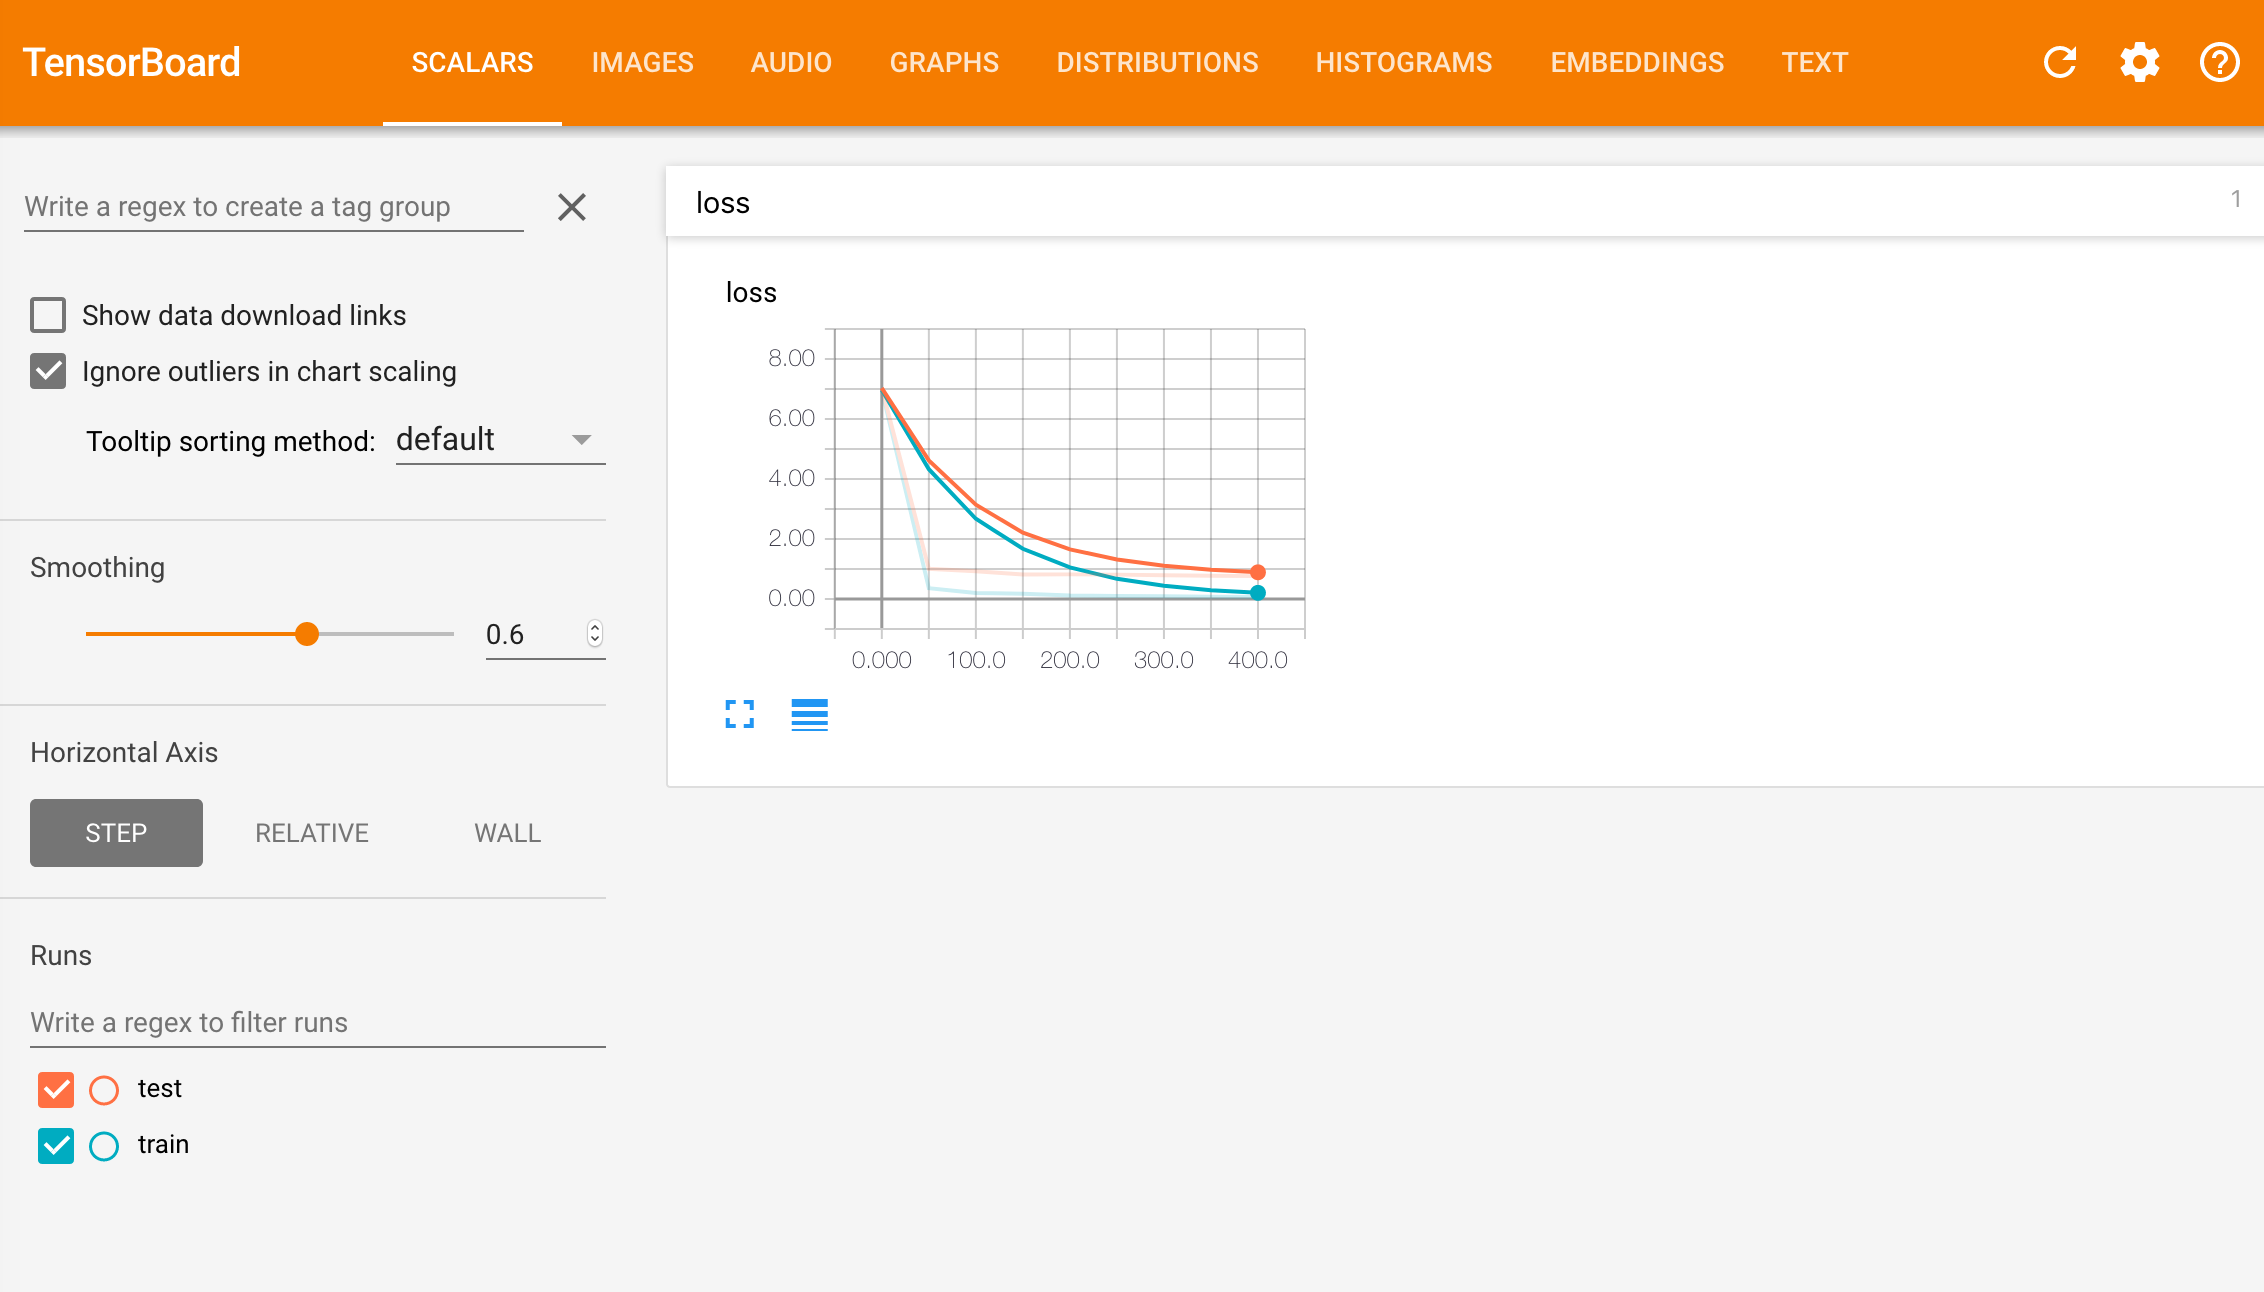 TensorBoard SCALARS IMAGES AUDIO GRAPHS DISTRIBUTIONS HISTOGRAMS EMBEDDINGS TEXT
Write a regex to create a tag group
Show data download links
Ignore outliers in chart scaling
Tooltip sorting method: default
Smoothing
0.6
Horizontal Axis
STEP RELATIVE WALL
Runs
Write a regex to filter runs
test
train
loss 1
loss
8.00
6.00
4.00
2.00
0.00
0.000 100.0 200.0 300.0 400.0